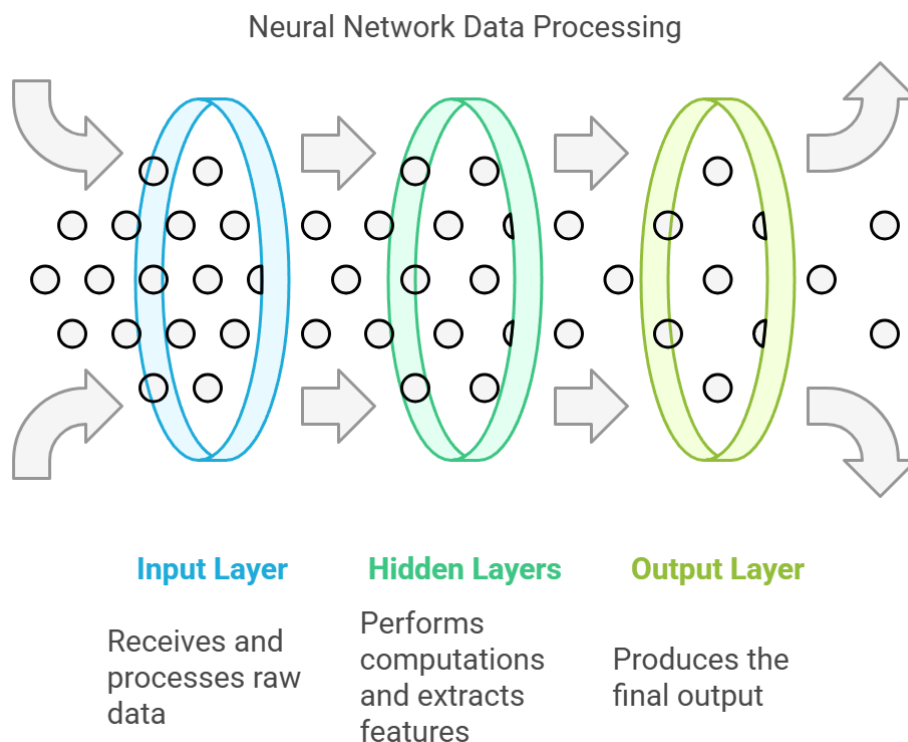 Neural Network Data Processing
Input Layer
Receives and
processes raw
data
Hidden Layers
Performs
computations
and extracts
features
Output Layer
Produces the
final output